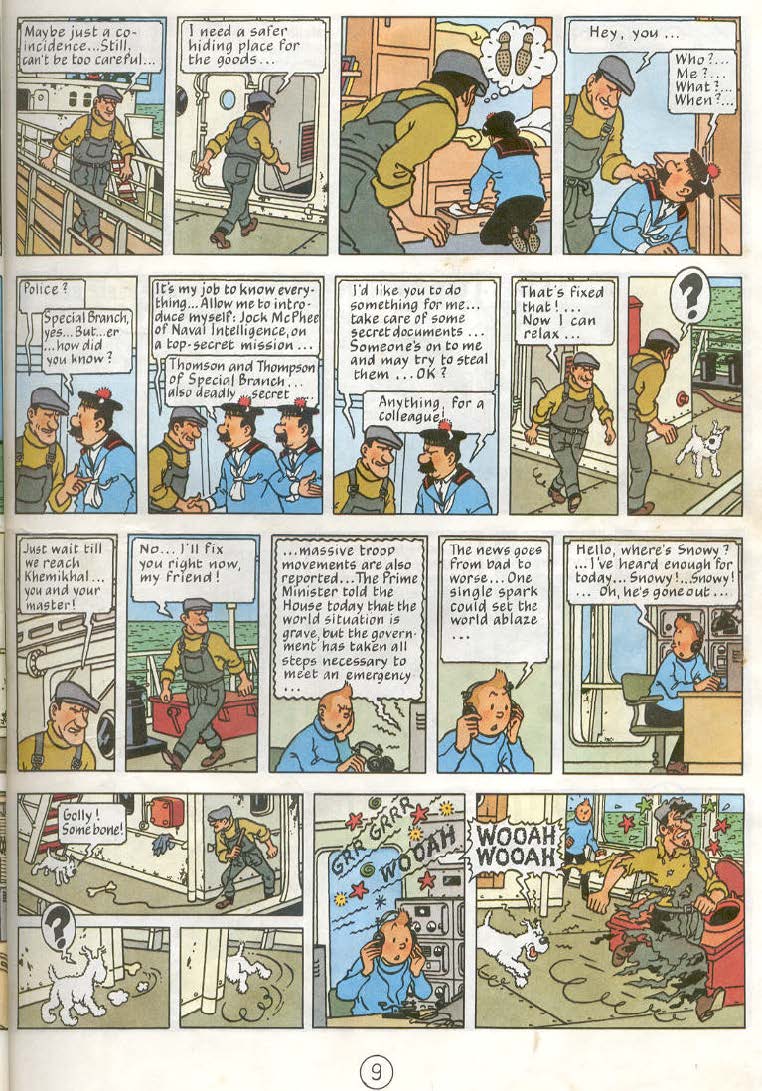 Maybe just a co-
incidence...Still,
can't be too careful...
I need a safer
hiding place for
the goods...
Hey, you ...
Who?...
Me?...
What?...
When?...
Police?
Special Branch,
yes...But...er
...how did
you know?
It's my job to know every-
thing... Allow me to intro-
duce myself: Jock McPhee
of Naval Intelligence, on
a top-secret mission ...
Thomson and Thompson
of Special Branch...
also deadly secret ...
I'd like you to do
something for me...
take care of some
secret documents ...
Someone's on to me
and may try to steal
them ...OK?
Anything, for a
colleague!
That's fixed
that! ...
Now I can
relax ...
?
Just wait till
we reach
Khemikhal...
you and your
master!
No... I'll fix
you right now,
my friend!
...massive troop
movements are also
reported...The Prime
Minister told the
House today that the
world situation is
grave, but the govern-
ment has taken all
steps necessary to
meet an emergency
...
The news goes
from bad to
worse... One
single spark
could set the
world ablaze
...
Hello, where's Snowy?
... I've heard enough for
today... Snowy!...Snowy!
... Oh, he's gone out...
Golly!
Some bone!
?
GRR GRRR
WOOAH
WOOAH
WOOAH
9